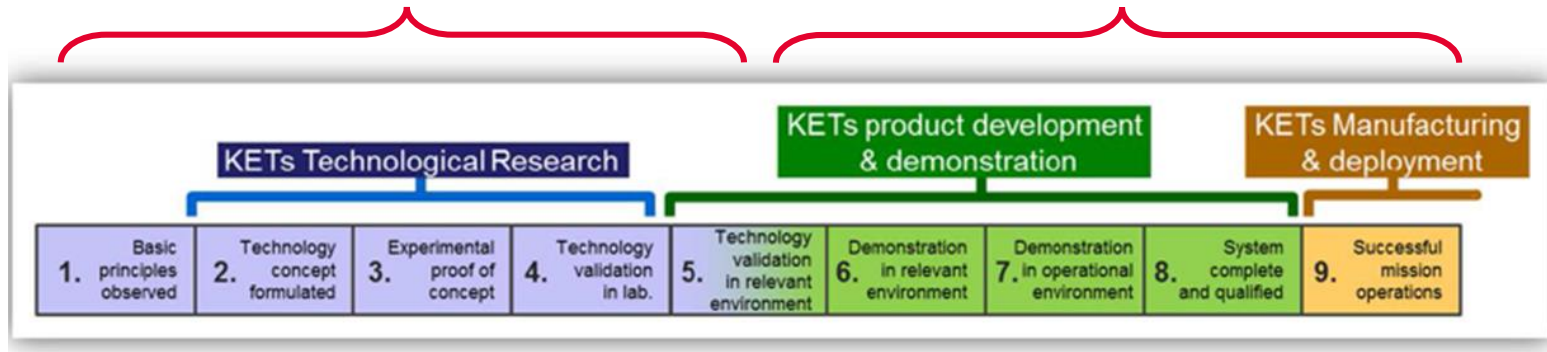 KETs Technological Research
KETs product development
& demonstration
KETs Manufacturing
& deployment
1. Basic
principles
observed
2. Technology
concept
formulated
3. Experimental
proof of
concept
4. Technology
validation
in lab.
5. Technology
validation
in relevant
environment
6. Demonstration
in relevant
environment
7. Demonstration
in operational
environment
8. System
complete
and qualified
9. Successful
mission
operations